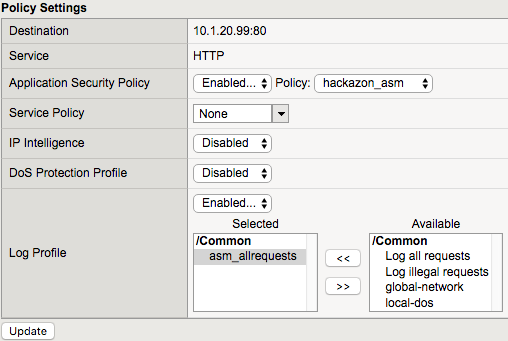 Policy Settings
Destination 10.1.20.99:80
Service HTTP
Application Security Policy Enabled... Policy: hackazon_asm
Service Policy None
IP Intelligence Disabled
DoS Protection Profile Disabled
Log Profile Enabled...
Selected Available
/Common /Common
asm_allrequests Log all requests
<< Log illegal requests
>> global-network
local-dos
Update